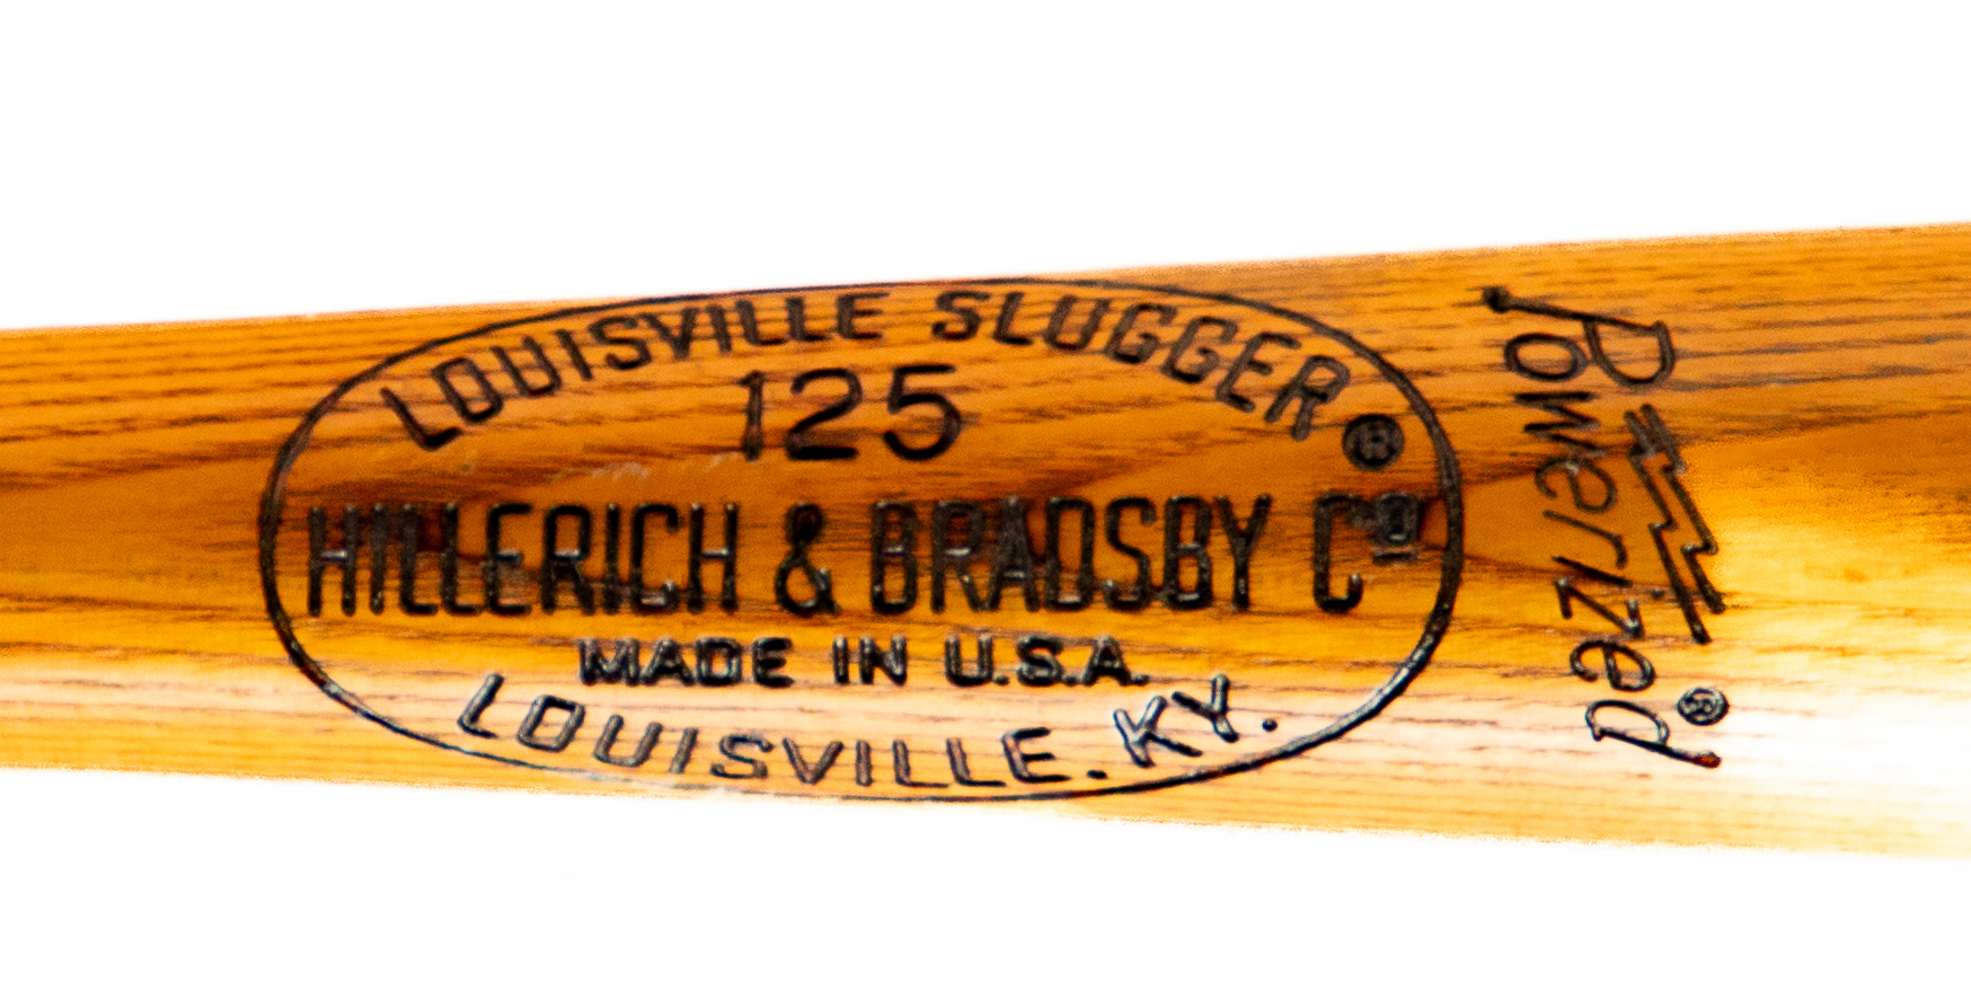 LOUISVILLE SLUGGER®
125
HILLERICH & BRADSBY Cº
MADE IN U.S.A.
LOUISVILLE. KY.
Powerized®